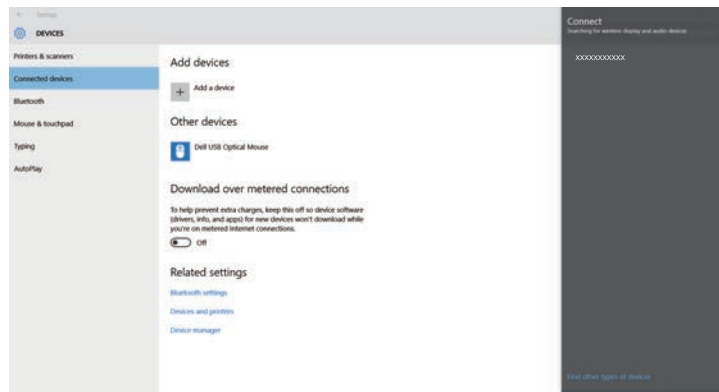 Settings
DEVICES
Printers & scanners
Connected devices
Bluetooth
Mouse & touchpad
Typing
AutoPlay
Add devices
Add a device
Other devices
Dell USB Optical Mouse
Download over metered connections
To help prevent extra charges, keep this off so device software
(drivers, info, and apps) for new devices won't download while
you're on metered Internet connections.
Off
Related settings
Bluetooth settings
Devices and printers
Device manager
Connect
Searching for wireless display and audio devices
xxxxxxxxxxx
Find other types of devices